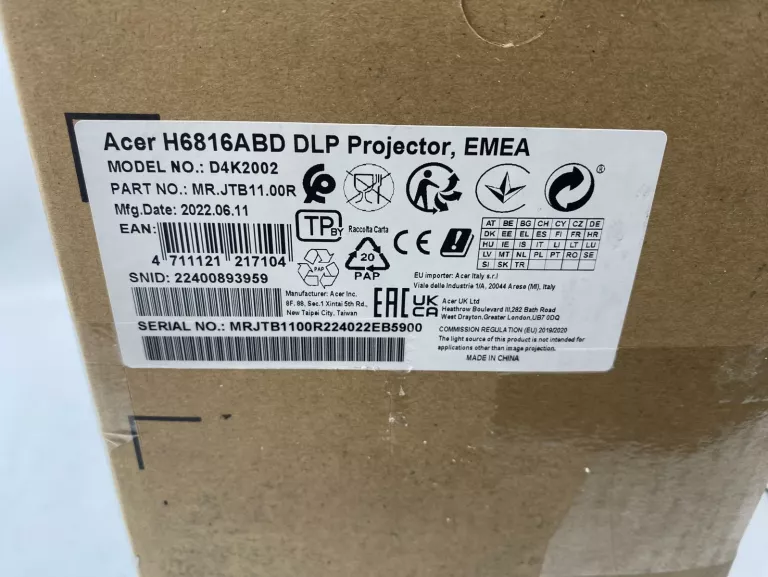 Acer H6816ABD DLP Projector, EMEA
MODEL NO.: D4K2002
PART NO.: MR.JTB11.00R
Mfg.Date: 2022.06.11
EAN:
4 711121 217104
SNID: 22400893959
TP BY
Raccolta Carta
PAP
20
PAP
CE
AT BE BG CH CY CZ DE
DK EE EL ES FI FR HR
HU IE IS IT LI LT LU
LV MT NL PL PT RO SE
SI SK TR
EU importer: Acer Italy s.r.l
Viale delle Industrie 1/A, 20044 Arese (MI), Italy
Manufacturer: Acer Inc.
8F, 88, Sec.1 Xintai 5th Rd.,
New Taipei City, Taiwan
EAC
UK
CA
Acer UK Ltd
Heathrow Boulevard III,282 Bath Road
West Drayton,Greater London,UB7 0DQ
SERIAL NO.: MRJTB1100R224022EB5900
COMMISSION REGULATION (EU) 2019/2020
The light source of this product is not intended for
applications other than image projection.
MADE IN CHINA